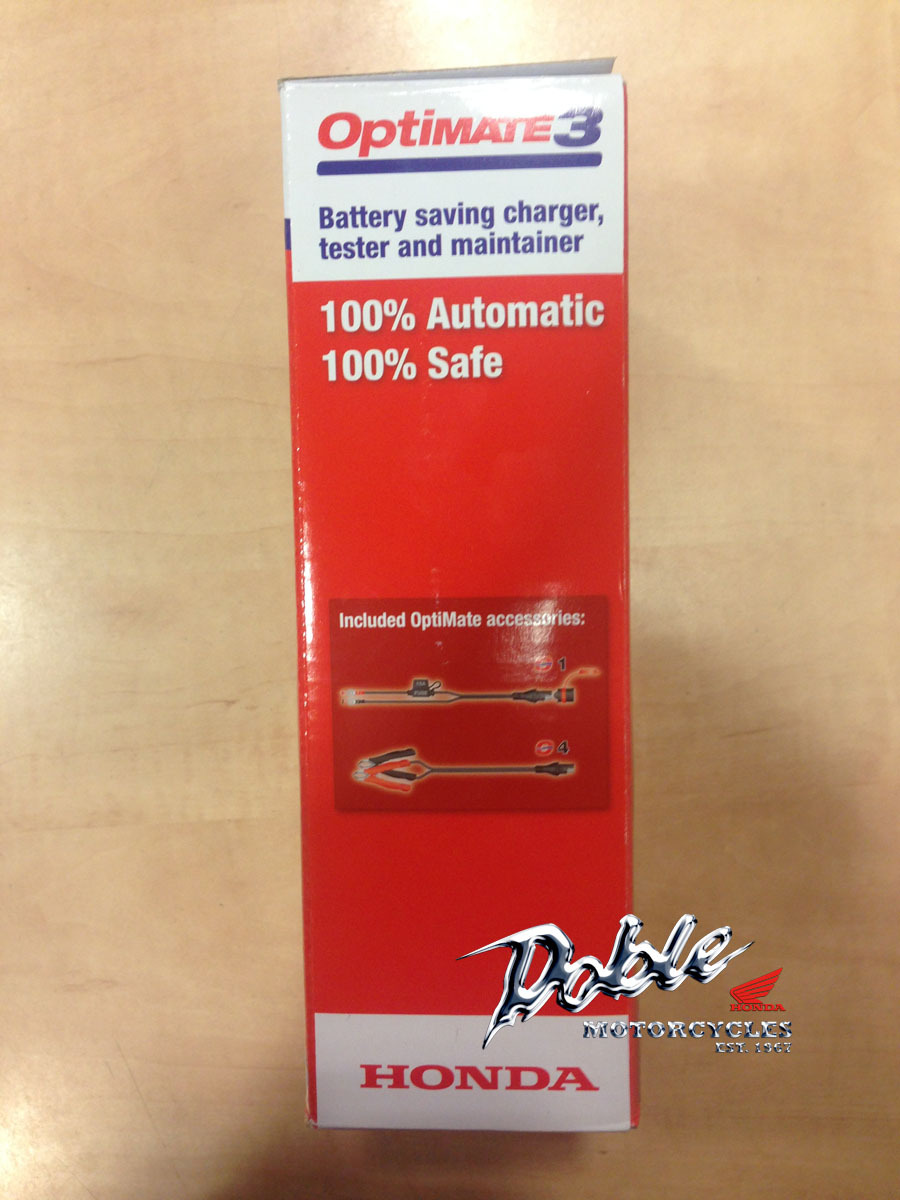 OptiMATE3
Battery saving charger,
tester and maintainer
100% Automatic
100% Safe
Included OptiMate accessories:
1
4
Doble
HONDA
MOTORCYCLES
EST. 1967
HONDA